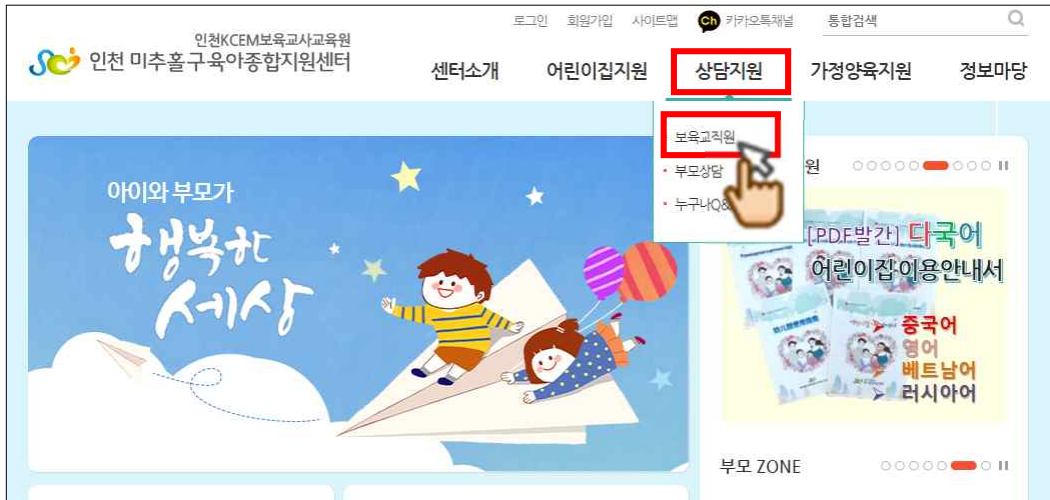 로그인 회원가입 사이트맵 Ch 카카오톡채널 통합검색
인천KCEM보육교사교육원
인천 미추홀구육아종합지원센터
센터소개 어린이집지원 상담지원 가정양육지원 정보마당
보육교직원
부모상담
누구나Q&
원
아이와 부모가
행복한
세상
[PDF발간] 다국어
어린이집이용안내서
중국어
영어
베트남어
러시아어
부모 ZONE